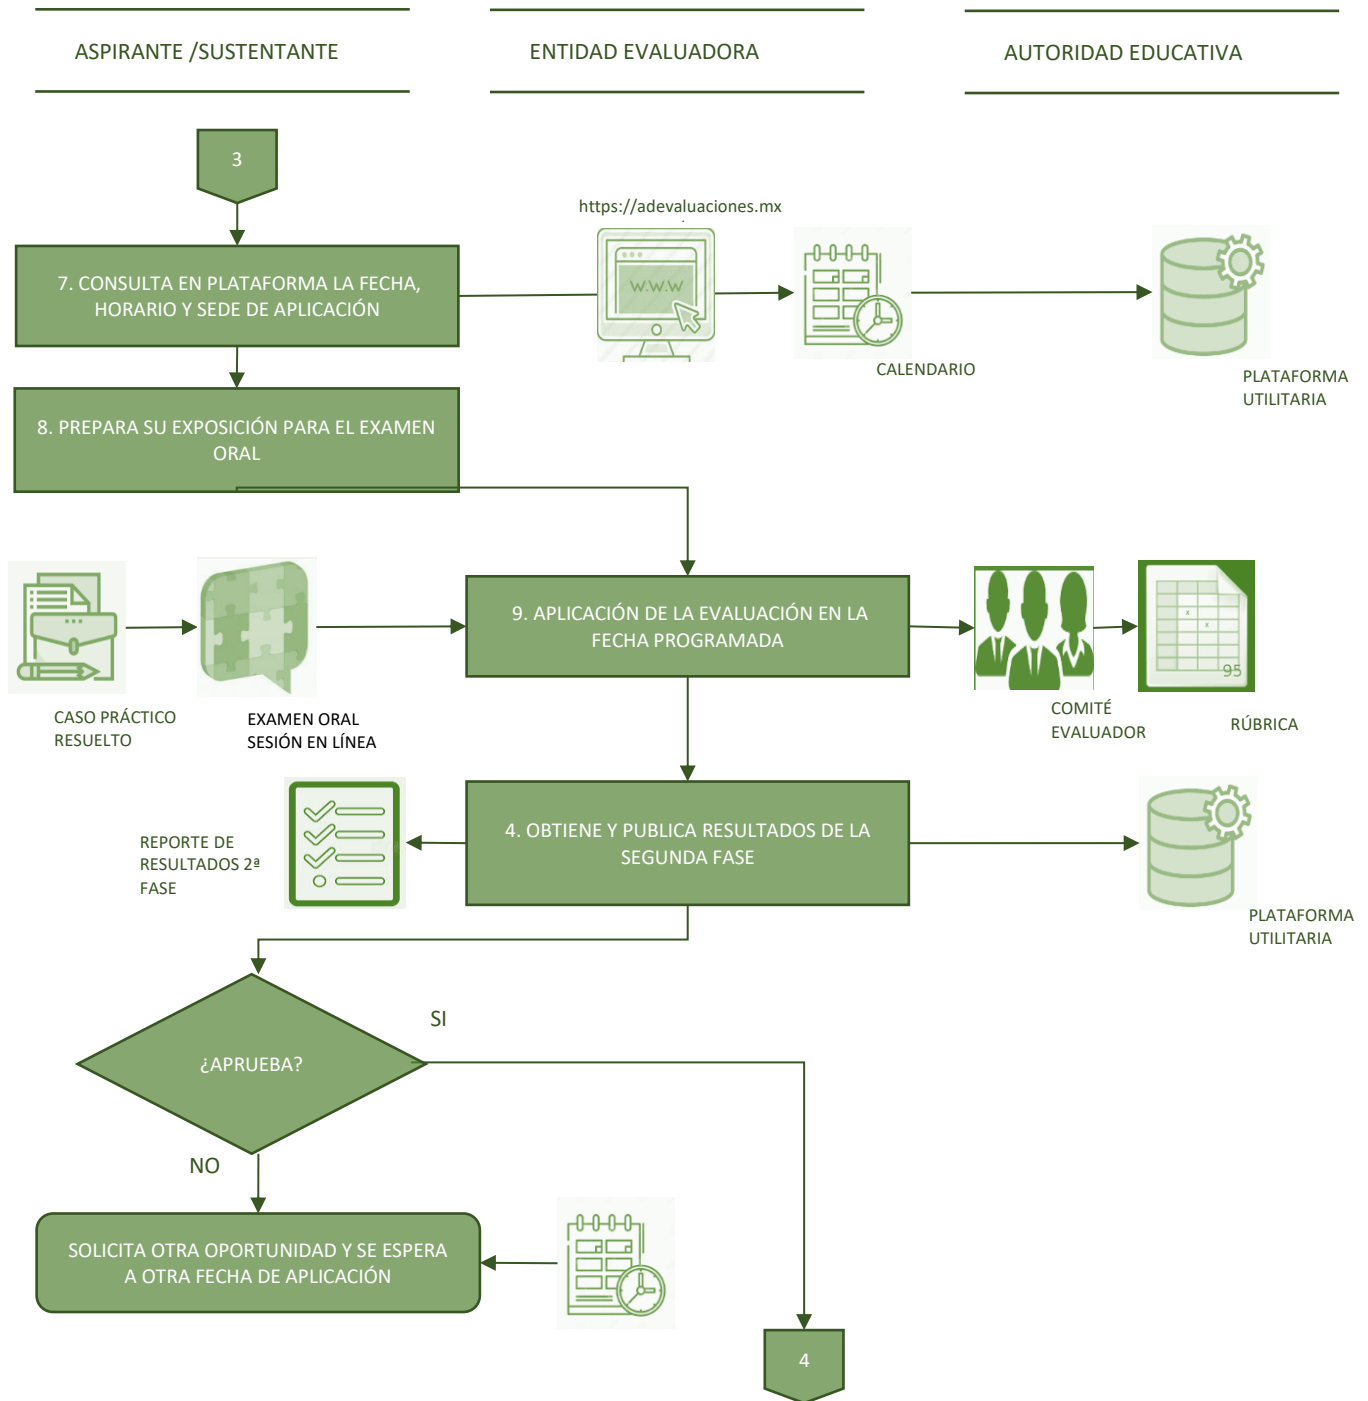 ASPIRANTE /SUSTENTANTE
ENTIDAD EVALUADORA
AUTORIDAD EDUCATIVA
3
https://adevaluaciones.mx
7. CONSULTA EN PLATAFORMA LA FECHA,
HORARIO Y SEDE DE APLICACIÓN
W.W.W
CALENDARIO
PLATAFORMA
UTILITARIA
8. PREPARA SU EXPOSICIÓN PARA EL EXAMEN
ORAL
9. APLICACIÓN DE LA EVALUACIÓN EN LA
FECHA PROGRAMADA
x
x
95
CASO PRÁCTICO
RESUELTO
EXAMEN ORAL
SESIÓN EN LÍNEA
COMITÉ
EVALUADOR
RÚBRICA
4. OBTIENE Y PUBLICA RESULTADOS DE LA
SEGUNDA FASE
REPORTE DE
RESULTADOS 2ª
FASE
PLATAFORMA
UTILITARIA
SI
¿APRUEBA?
NO
SOLICITA OTRA OPORTUNIDAD Y SE ESPERA
A OTRA FECHA DE APLICACIÓN
4